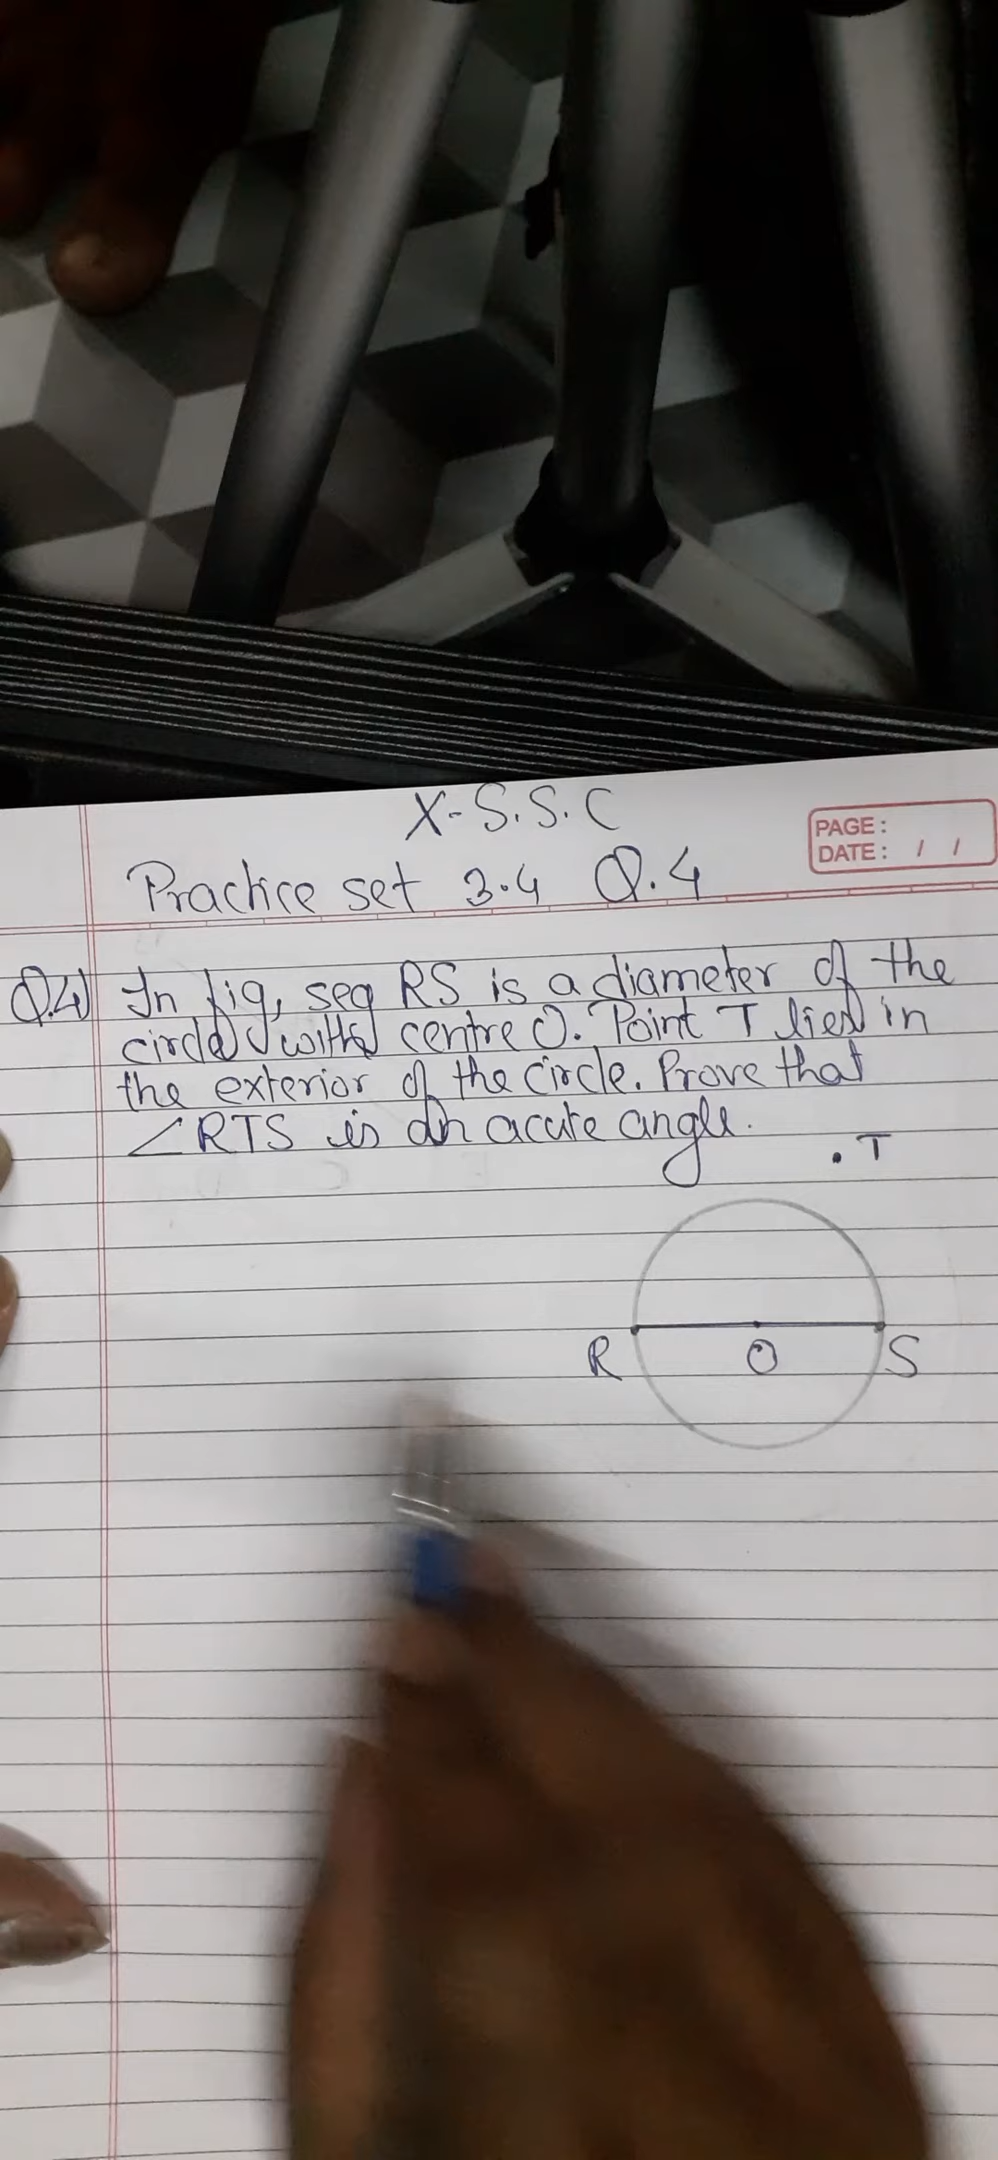 X-S.S.C
PAGE:
DATE: / /
Practice set 3.4 Q.4
Q.4) In fig, seg RS is a diameter of the
circle with centre O. Point T lies in
the exterior of the circle. Prove that
∠RTS is an acute angle.
. T
R O S